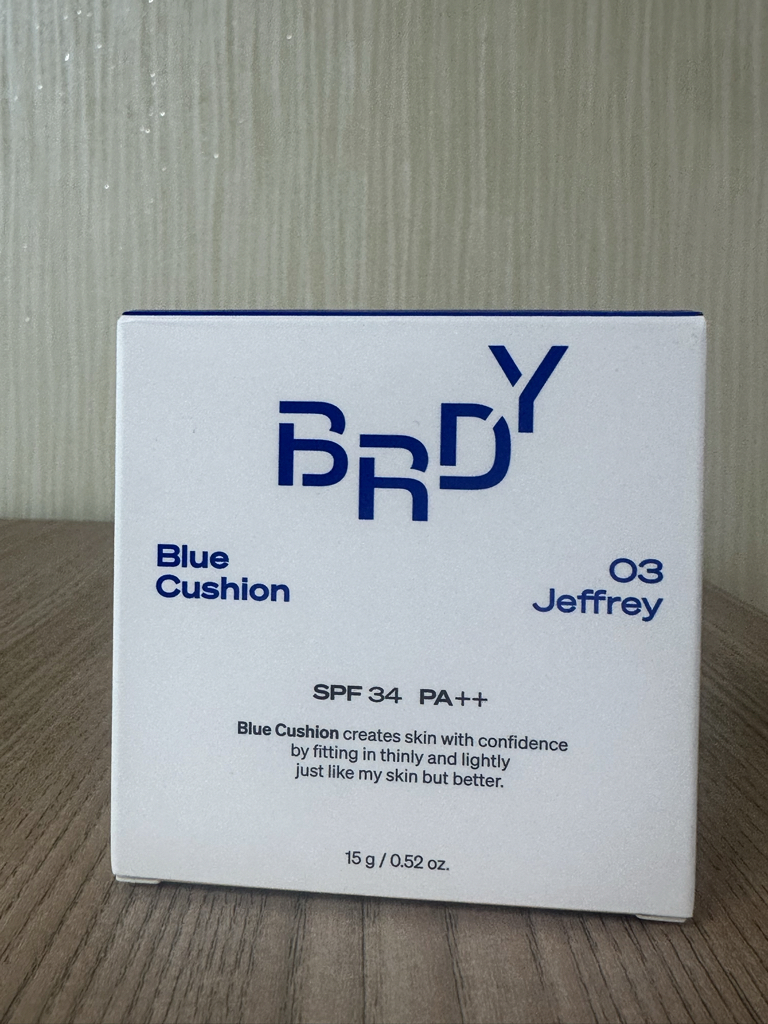 BRDY
Blue
Cushion
03
Jeffrey
SPF 34 PA++
Blue Cushion creates skin with confidence
by fitting in thinly and lightly
just like my skin but better.
15 g / 0.52 oz.